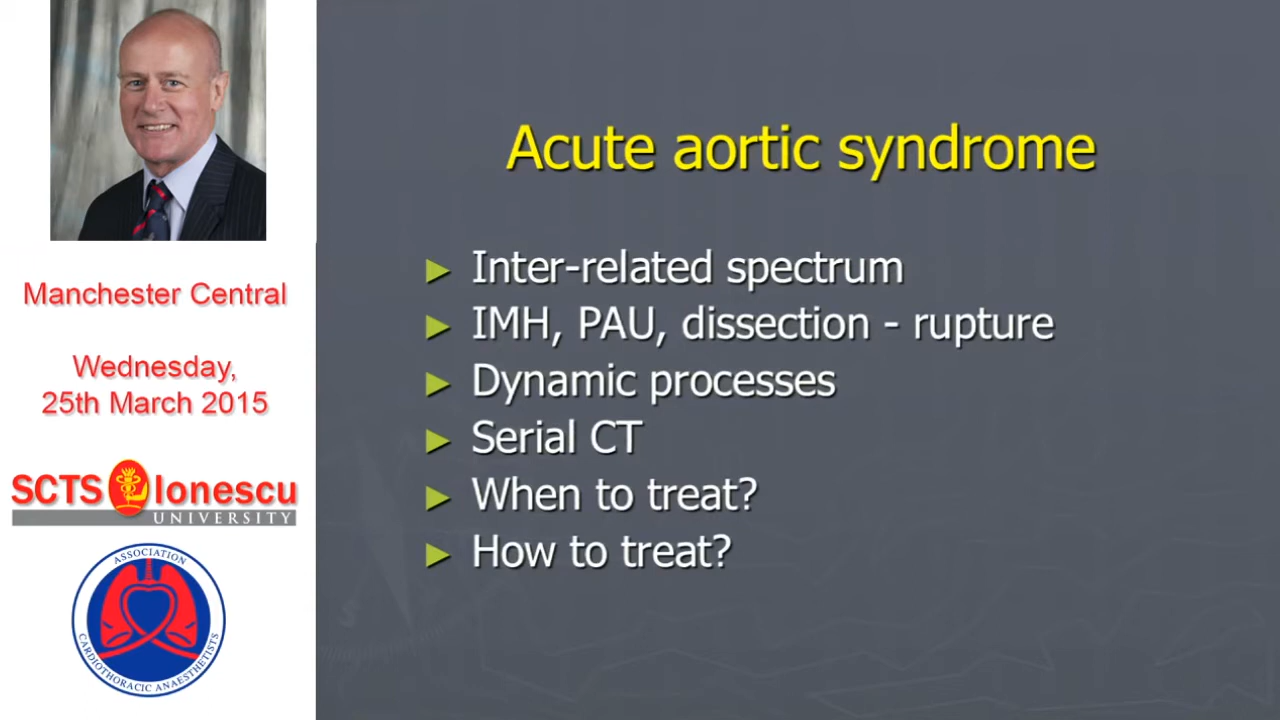 Manchester Central
Wednesday,
25th March 2015
SCTS Ionescu
UNIVERSITY
ASSOCIATION
CARDIOTHORACIC ANAESTHETISTS
Acute aortic syndrome
► Inter-related spectrum
► IMH, PAU, dissection - rupture
► Dynamic processes
► Serial CT
► When to treat?
► How to treat?